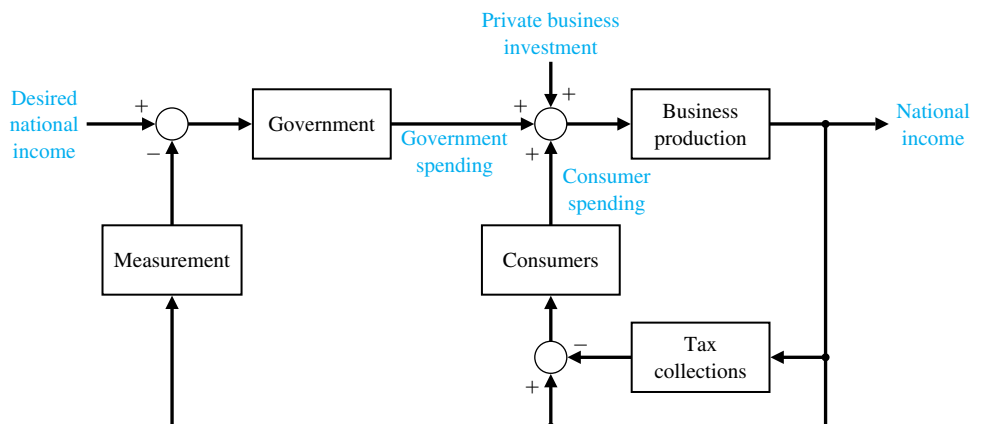 Private business
investment
Desired
national
income
+
−
Government
Government
spending
+
+
+
Business
production
National
income
Consumer
spending
Measurement
Consumers
−
+
Tax
collections